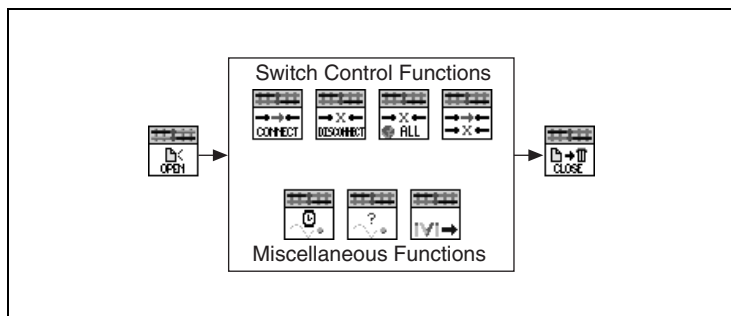 Switch Control Functions
CONNECT
DISCONNECT
X
ALL
X
OPEN
X
CLOSE
?
|V|
Miscellaneous Functions